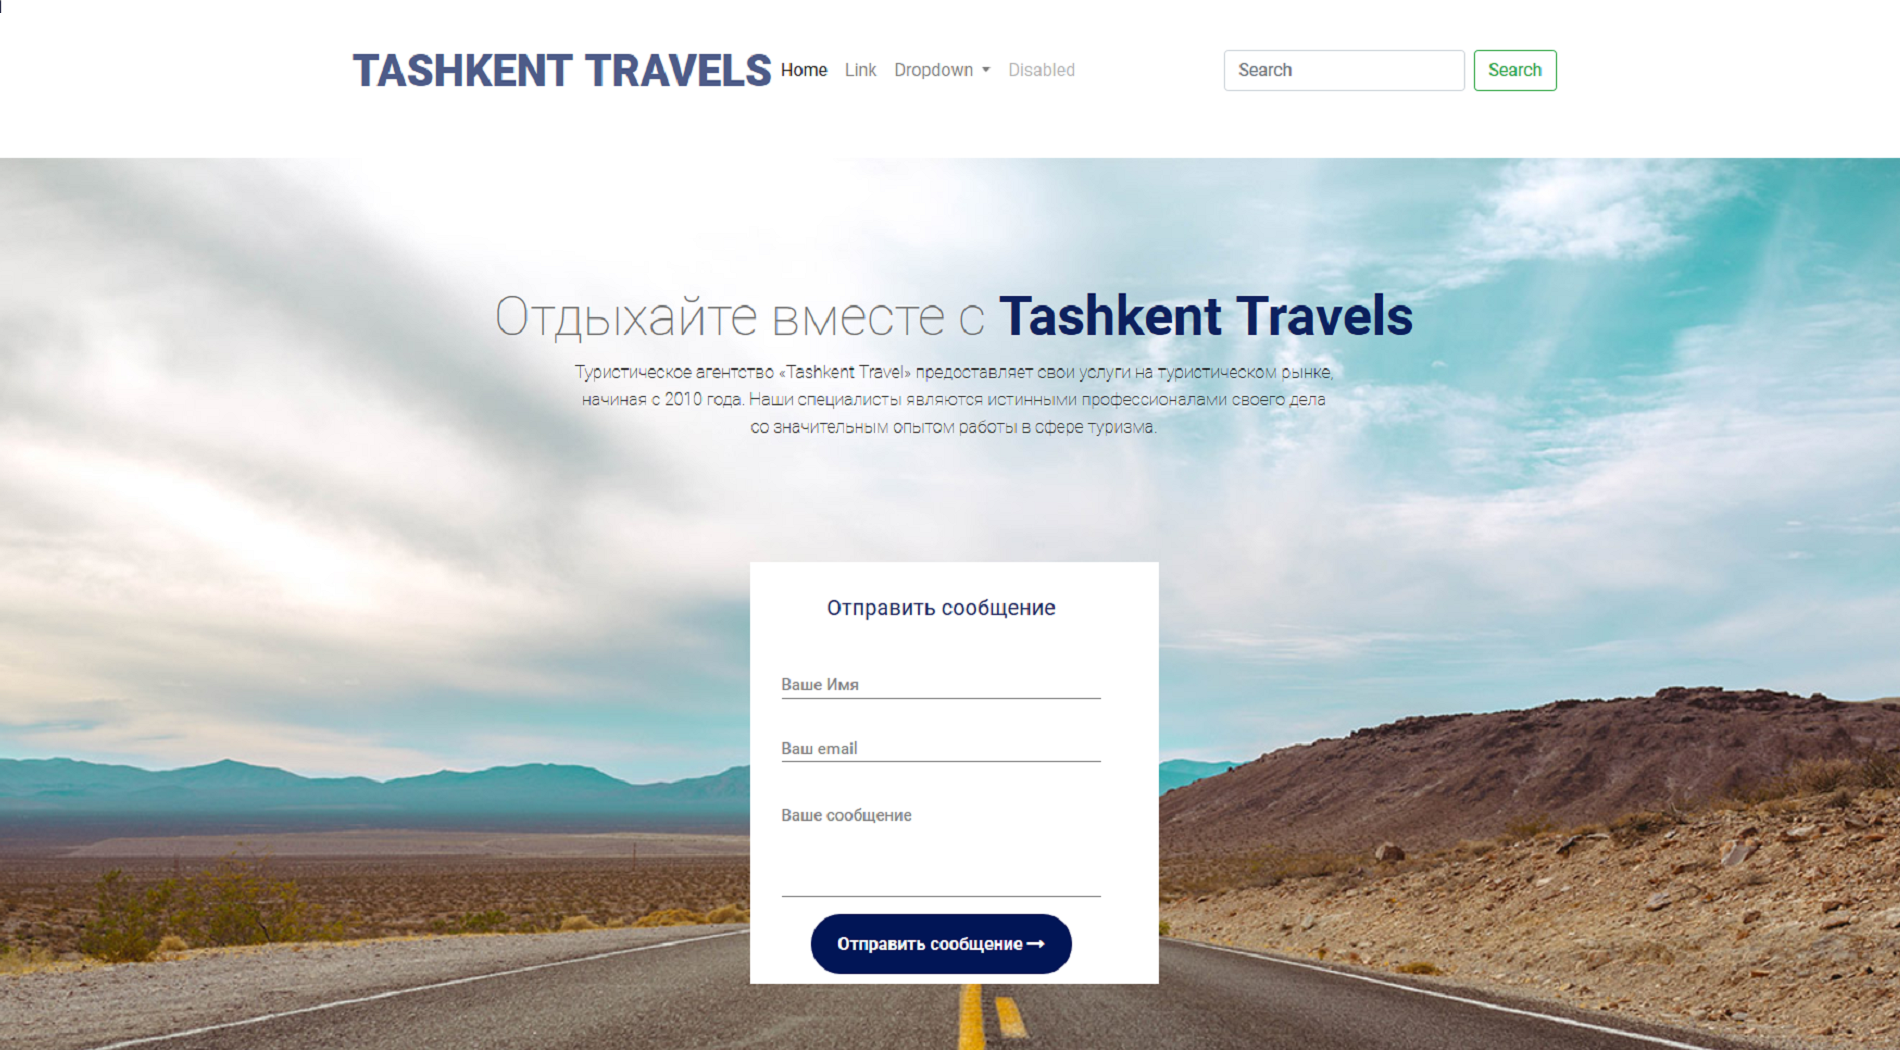 TASHKENT TRAVELS Home Link Dropdown Disabled Search Search
Отдыхайте вместе с Tashkent Travels
Туристическое агентство «Tashkent Travel» предоставляет свои услуги на туристическом рынке,
начиная с 2010 года. Наши специалисты являются истинными профессионалами своего дела
со значительным опытом работы в сфере туризма.
Отправить сообщение
Ваше Имя
Ваш email
Ваше сообщение
Отправить сообщение